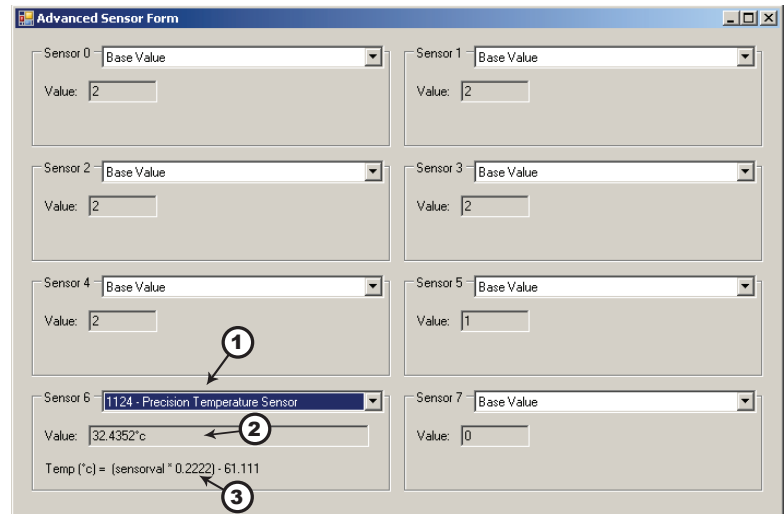 Advanced Sensor Form
Sensor 0 Base Value
Value: 2
Sensor 1 Base Value
Value: 2
Sensor 2 Base Value
Value: 2
Sensor 3 Base Value
Value: 2
Sensor 4 Base Value
Value: 2
Sensor 5 Base Value
Value: 1
1
Sensor 6 1124 - Precision Temperature Sensor
Value: 32.4352°c
2
Temp (°c) = (sensorval * 0.2222) - 61.111
3
Sensor 7 Base Value
Value: 0